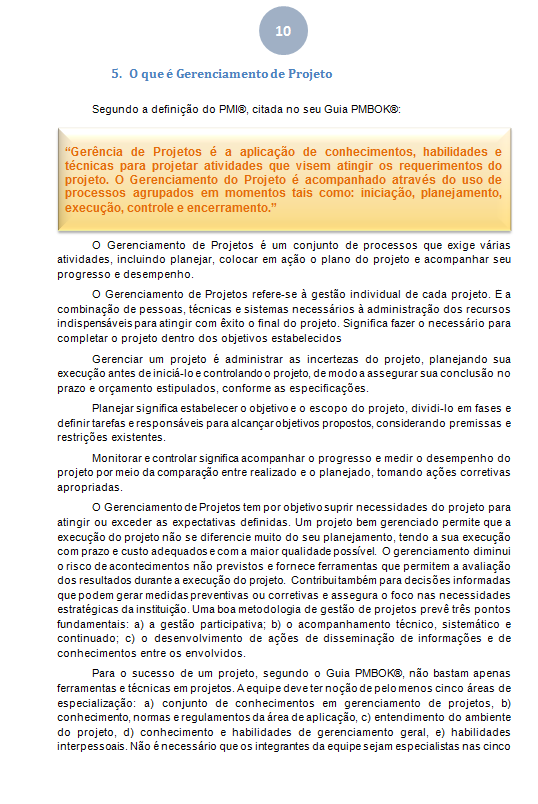 10
5. O que é Gerenciamento de Projeto
Segundo a definição do PMI®, citada no seu Guia PMBOK®:
“Gerência de Projetos é a aplicação de conhecimentos, habilidades e
técnicas para projetar atividades que visem atingir os requerimentos do
projeto. O Gerenciamento do Projeto é acompanhado através do uso de
processos agrupados em momentos tais como: iniciação, planejamento,
execução, controle e encerramento.”
O Gerenciamento de Projetos é um conjunto de processos que exige várias
atividades, incluindo planejar, colocar em ação o plano do projeto e acompanhar seu
progresso e desempenho.
O Gerenciamento de Projetos refere-se à gestão individual de cada projeto. E a
combinação de pessoas, técnicas e sistemas necessários à administração dos recursos
indispensáveis para atingir com êxito o final do projeto. Significa fazer o necessário para
completar o projeto dentro dos objetivos estabelecidos
Gerenciar um projeto é administrar as incertezas do projeto, planejando sua
execução antes de iniciá-lo e controlando o projeto, de modo a assegurar sua conclusão no
prazo e orçamento estipulados, conforme as especificações.
Planejar significa estabelecer o objetivo e o escopo do projeto, dividi-lo em fases e
definir tarefas e responsáveis para alcançar objetivos propostos, considerando premissas e
restrições existentes.
Monitorar e controlar significa acompanhar o progresso e medir o desempenho do
projeto por meio da comparação entre realizado e o planejado, tomando ações corretivas
apropriadas.
O Gerenciamento de Projetos tem por objetivo suprir necessidades do projeto para
atingir ou exceder as expectativas definidas. Um projeto bem gerenciado permite que a
execução do projeto não se diferencie muito do seu planejamento, tendo a sua execução
com prazo e custo adequados e com a maior qualidade possível. O gerenciamento diminui
o risco de acontecimentos não previstos e fornece ferramentas que permitem a avaliação
dos resultados durante a execução do projeto. Contribui também para decisões informadas
que podem gerar medidas preventivas ou corretivas e assegura o foco nas necessidades
estratégicas da instituição. Uma boa metodologia de gestão de projetos prevê três pontos
fundamentais: a) a gestão participativa; b) o acompanhamento técnico, sistemático e
continuado; c) o desenvolvimento de ações de disseminação de informações e de
conhecimentos entre os envolvidos.
Para o sucesso de um projeto, segundo o Guia PMBOK®, não bastam apenas
ferramentas e técnicas em projetos. A equipe deve ter noção de pelo menos cinco áreas de
especialização: a) conjunto de conhecimentos em gerenciamento de projetos, b)
conhecimento, normas e regulamentos da área de aplicação, c) entendimento do ambiente
do projeto, d) conhecimento e habilidades de gerenciamento geral, e) habilidades
interpessoais. Não é necessário que os integrantes da equipe sejam especialistas nas cinco